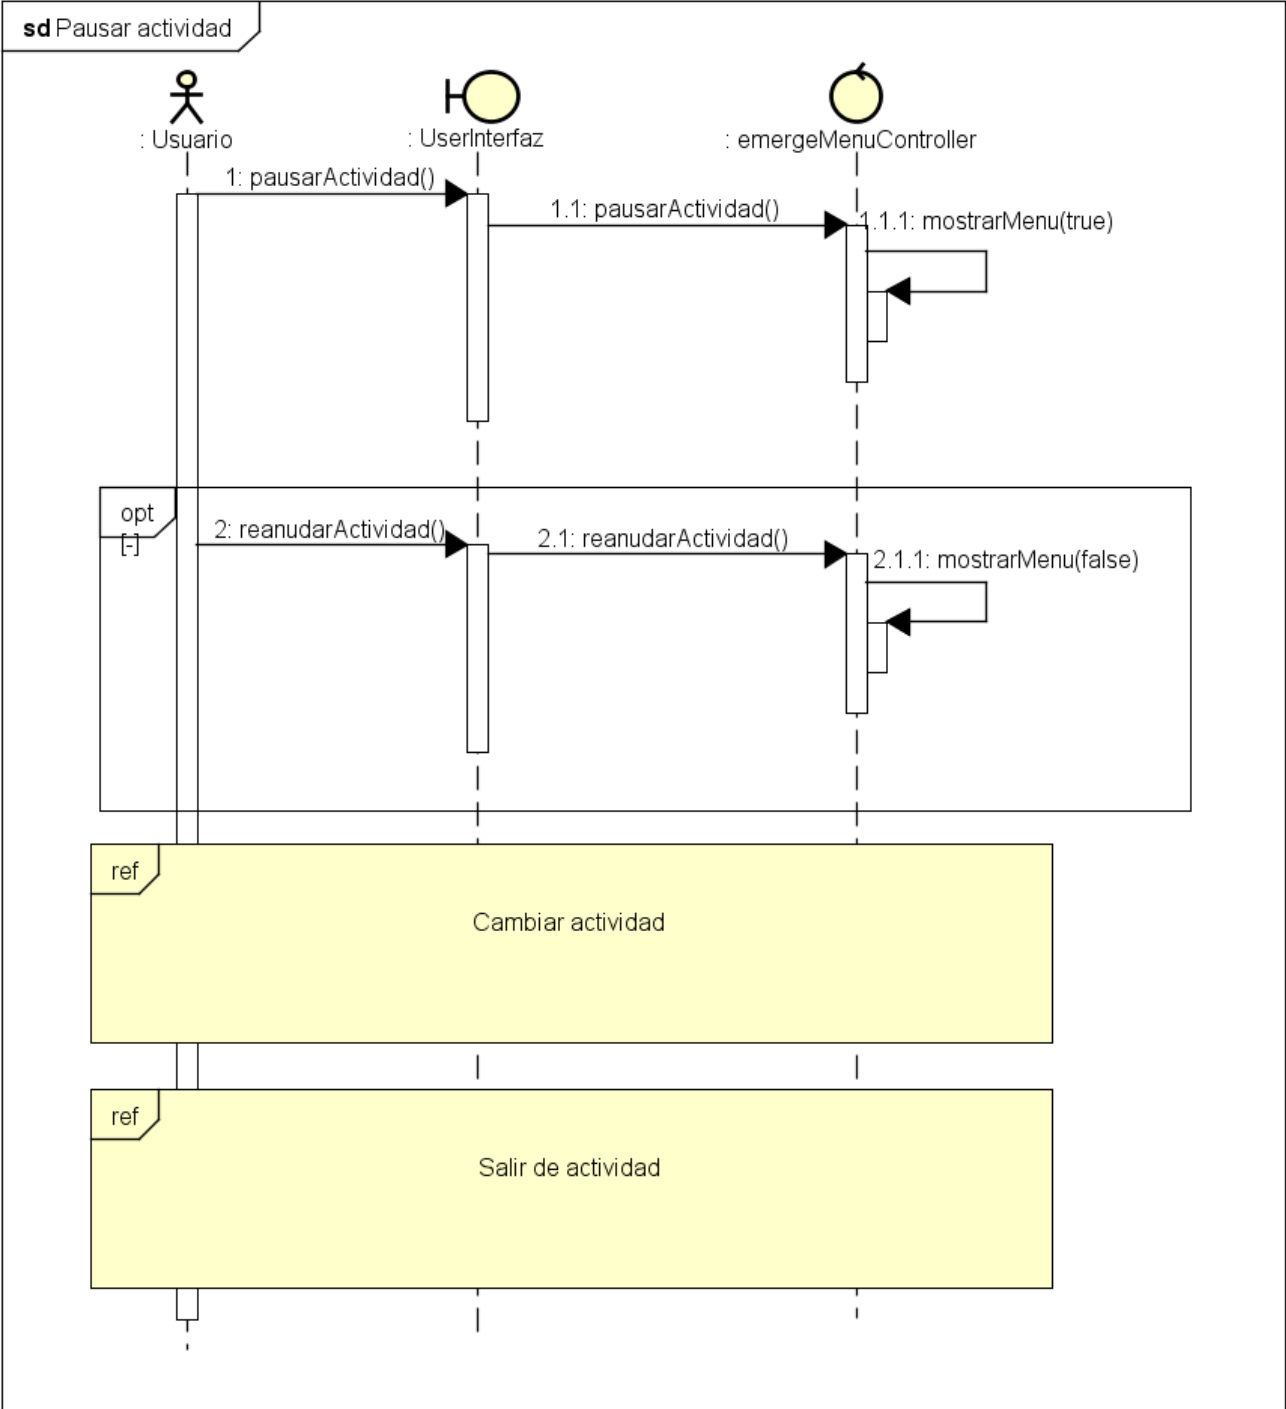 sd Pausar actividad
: Usuario
: UserInterfaz
: emergeMenuController
1: pausarActividad()
1.1: pausarActividad()
1.1.1: mostrarMenu(true)
opt
[-]
2: reanudarActividad()
2.1: reanudarActividad()
2.1.1: mostrarMenu(false)
ref
Cambiar actividad
ref
Salir de actividad